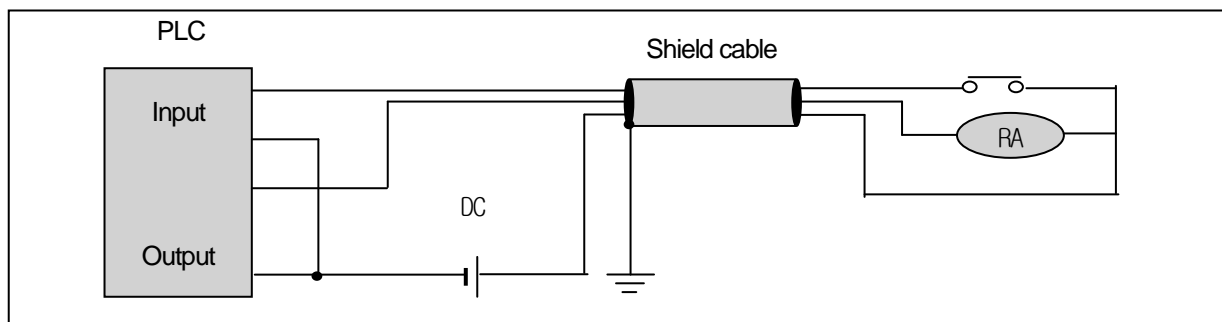 PLC
Shield cable
Input
RA
DC
Output